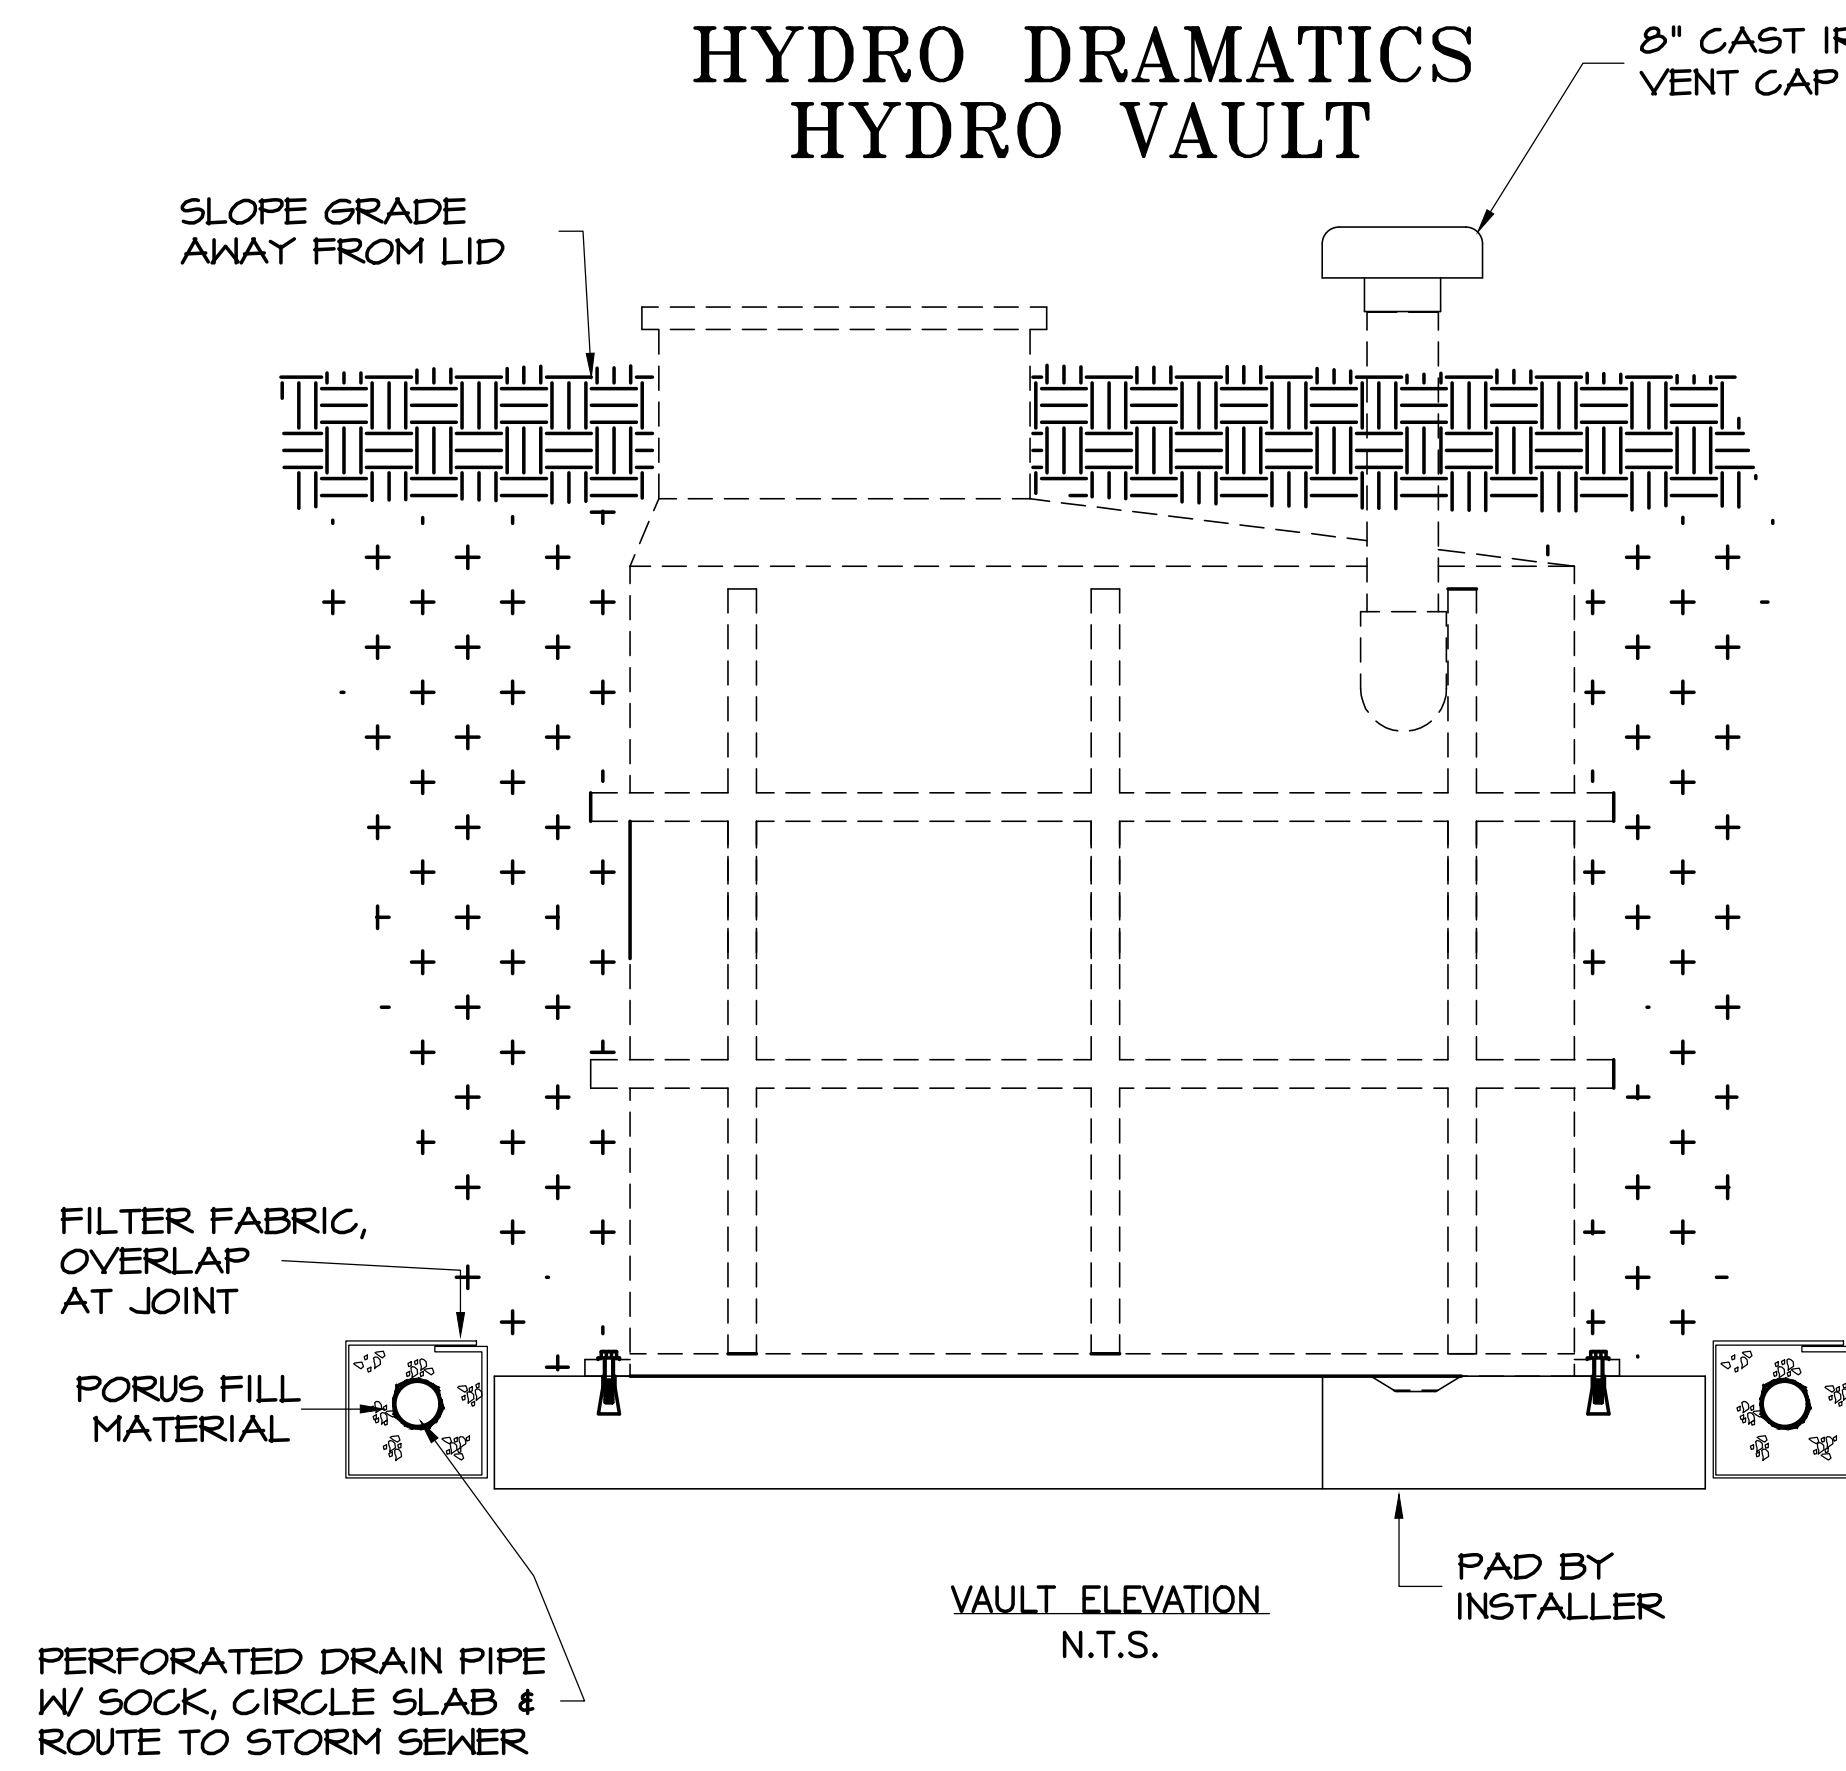 HYDRO DRAMATICS
HYDRO VAULT
8" CAST
VENT CAP
SLOPE GRADE
AWAY FROM LID
FILTER FABRIC,
OVERLAP
AT JOINT
PORUS FILL
MATERIAL
PAD BY
INSTALLER
VAULT ELEVATION
N.T.S.
PERFORATED DRAIN PIPE
W/ SOCK, CIRCLE SLAB &
ROUTE TO STORM SEWER